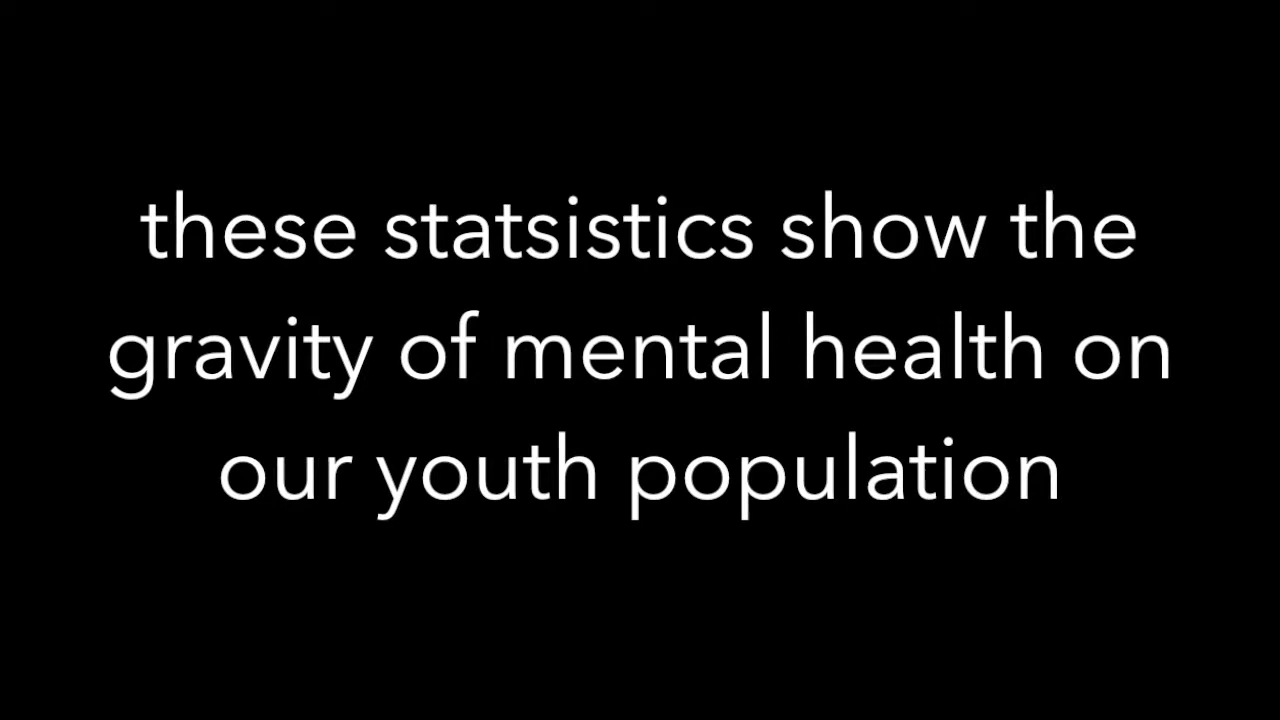 these statsistics show the
gravity of mental health on
our youth population